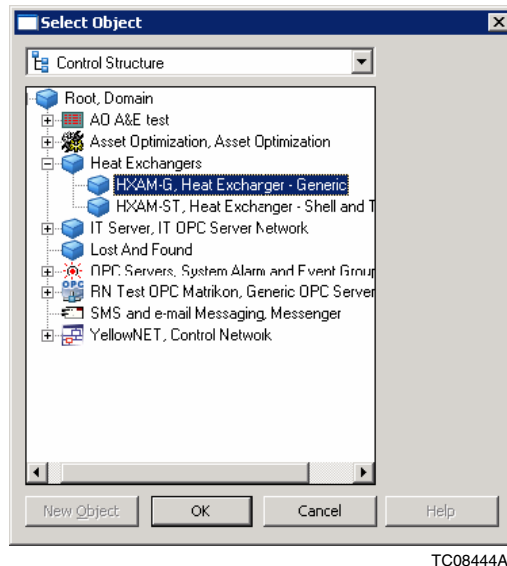 Select Object
Control Structure
Root, Domain
AO A&E test
Asset Optimization, Asset Optimization
Heat Exchangers
HXAM-G, Heat Exchanger - Generic
HXAM-ST, Heat Exchanger - Shell and T
IT Server, IT OPC Server Network
Lost And Found
OPC Servers, System Alarm and Event Group
OPC
RN Test OPC Matrikon, Generic OPC Server
SMS and e-mail Messaging, Messenger
YellowNET, Control Network
New Object OK Cancel Help
TC08444A